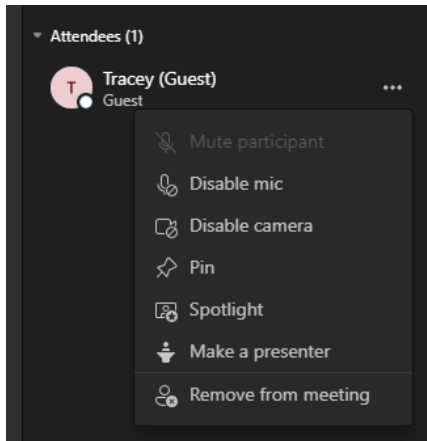 Attendees (1)
T
Tracey (Guest)
Guest
Mute participant
Disable mic
Disable camera
Pin
Spotlight
Make a presenter
Remove from meeting